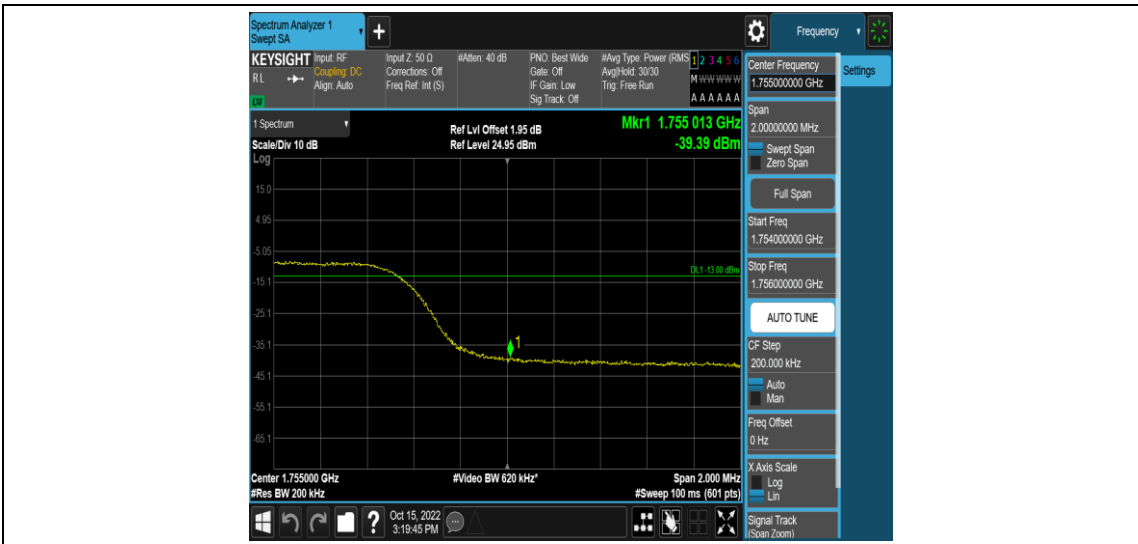 Spectrum Analyzer 1
Swept SA
+
Frequency
KEYSIGHT
RL
LXI
Input: RF
Coupling: DC
Align: Auto
Input Z: 50 Ω
Corrections: Off
Freq Ref: Int (S)
#Atten: 40 dB
PNO: Best Wide
Gate: Off
IF Gain: Low
Sig Track: Off
#Avg Type: Power (RMS
Avg|Hold: 30/30
Trig: Free Run
1 2 3 4 5 6
M W W W W W
A A A A A A
1 Spectrum
Scale/Div 10 dB
Log
Ref Lvl Offset 1.95 dB
Ref Level 24.95 dBm
Mkr1 1.755 013 GHz
-39.39 dBm
15.0
4.95
-5.05
-15.1
-25.1
-35.1
-45.1
-55.1
-65.1
DL1 -13.00 dBm
1
Center 1.755000 GHz
#Res BW 200 kHz
#Video BW 620 kHz*
Span 2.000 MHz
#Sweep 100 ms (601 pts)
?
Oct 15, 2022
3:19:45 PM
Center Frequency
1.755000000 GHz
Settings
Span
2.00000000 MHz
Swept Span
Zero Span
Full Span
Start Freq
1.754000000 GHz
Stop Freq
1.756000000 GHz
AUTO TUNE
CF Step
200.000 kHz
Auto
Man
Freq Offset
0 Hz
X Axis Scale
Log
Lin
Signal Track
(Span Zoom)